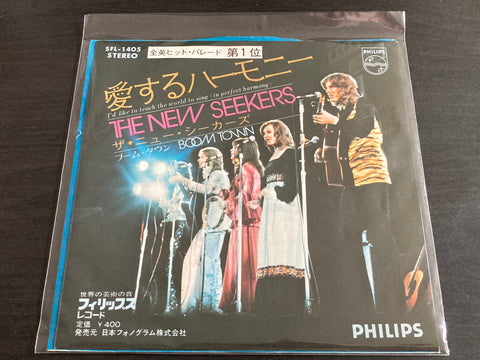 SFL-1405
STEREO
全英ヒット・パレード 第1位
PHILIPS
愛するハーモニー
I'd like to teach the world to sing (in perfect harmony)
THE NEW SEEKERS
ザ★ニュー・シーカーズ
ブーム・タウン BOOM TOWN
世界の芸術の音
フィリップス
レコード
定価 ¥400
発売元 日本フォノグラム株式会社
PHILIPS